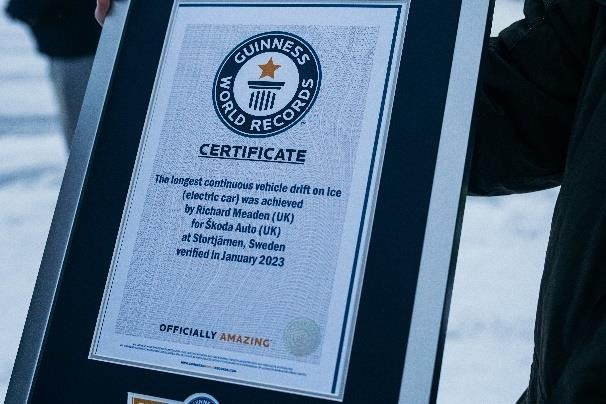 GUINNESS
WORLD RECORDS
CERTIFICATE
The longest continuous vehicle drift on ice
(electric car) was achieved
by Richard Meaden (UK)
for Škoda Auto (UK)
at Stortjärnen, Sweden
verified in January 2023
OFFICIALLY AMAZING